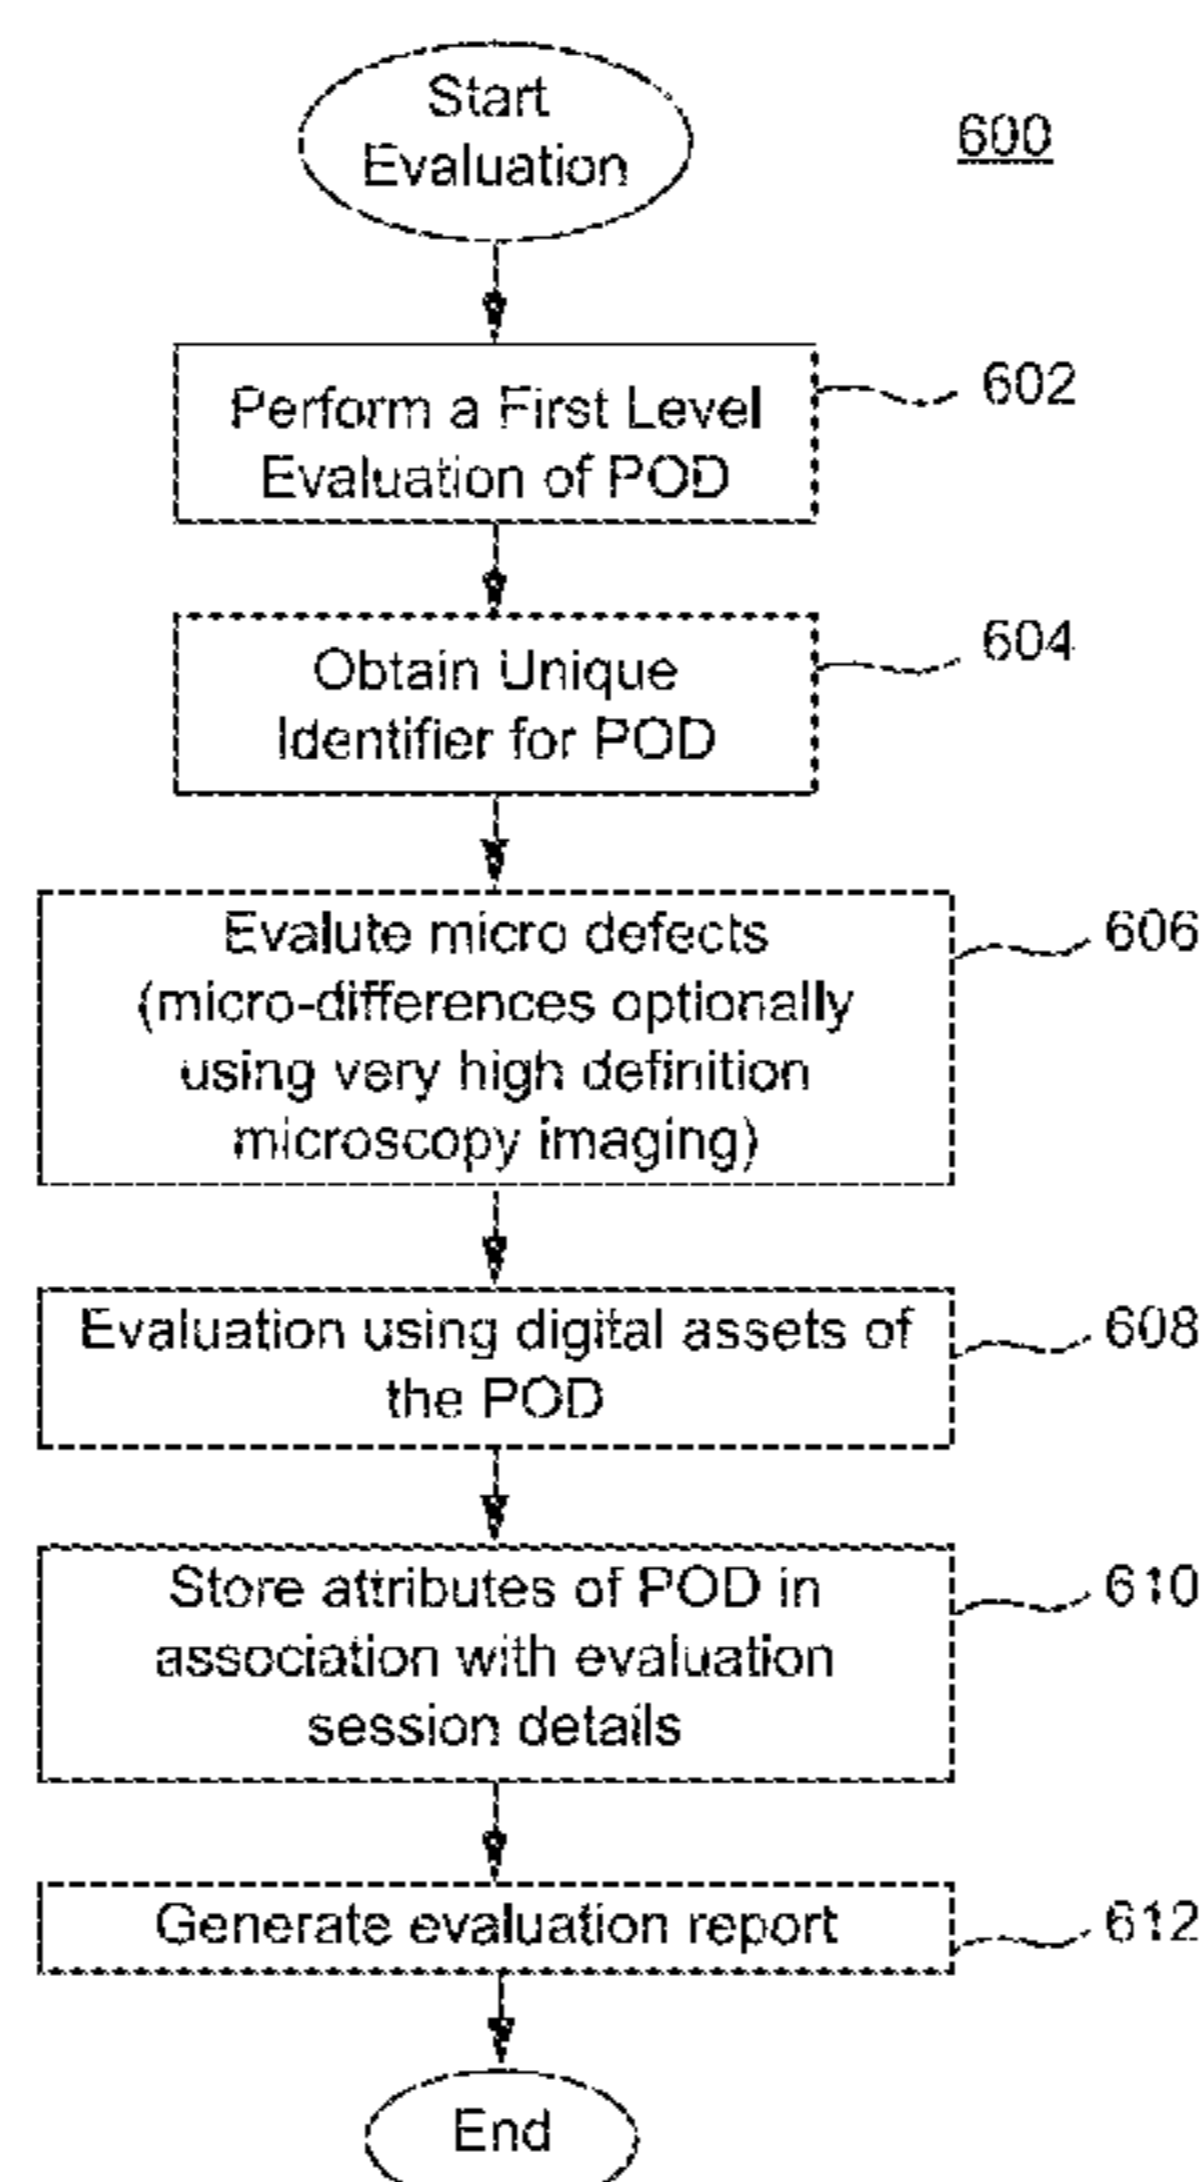 Start
Evaluation
600
Perform a First Level
Evaluation of POD
602
Obtain Unique
Identifier for POD
604
Evalute micro defects
(micro-differences optionally
using very high definition
microscopy imaging)
606
Evaluation using digital assets of
the POD
608
Store attributes of POD in
association with evaluation
session details
610
Generate evaluation report
612
End